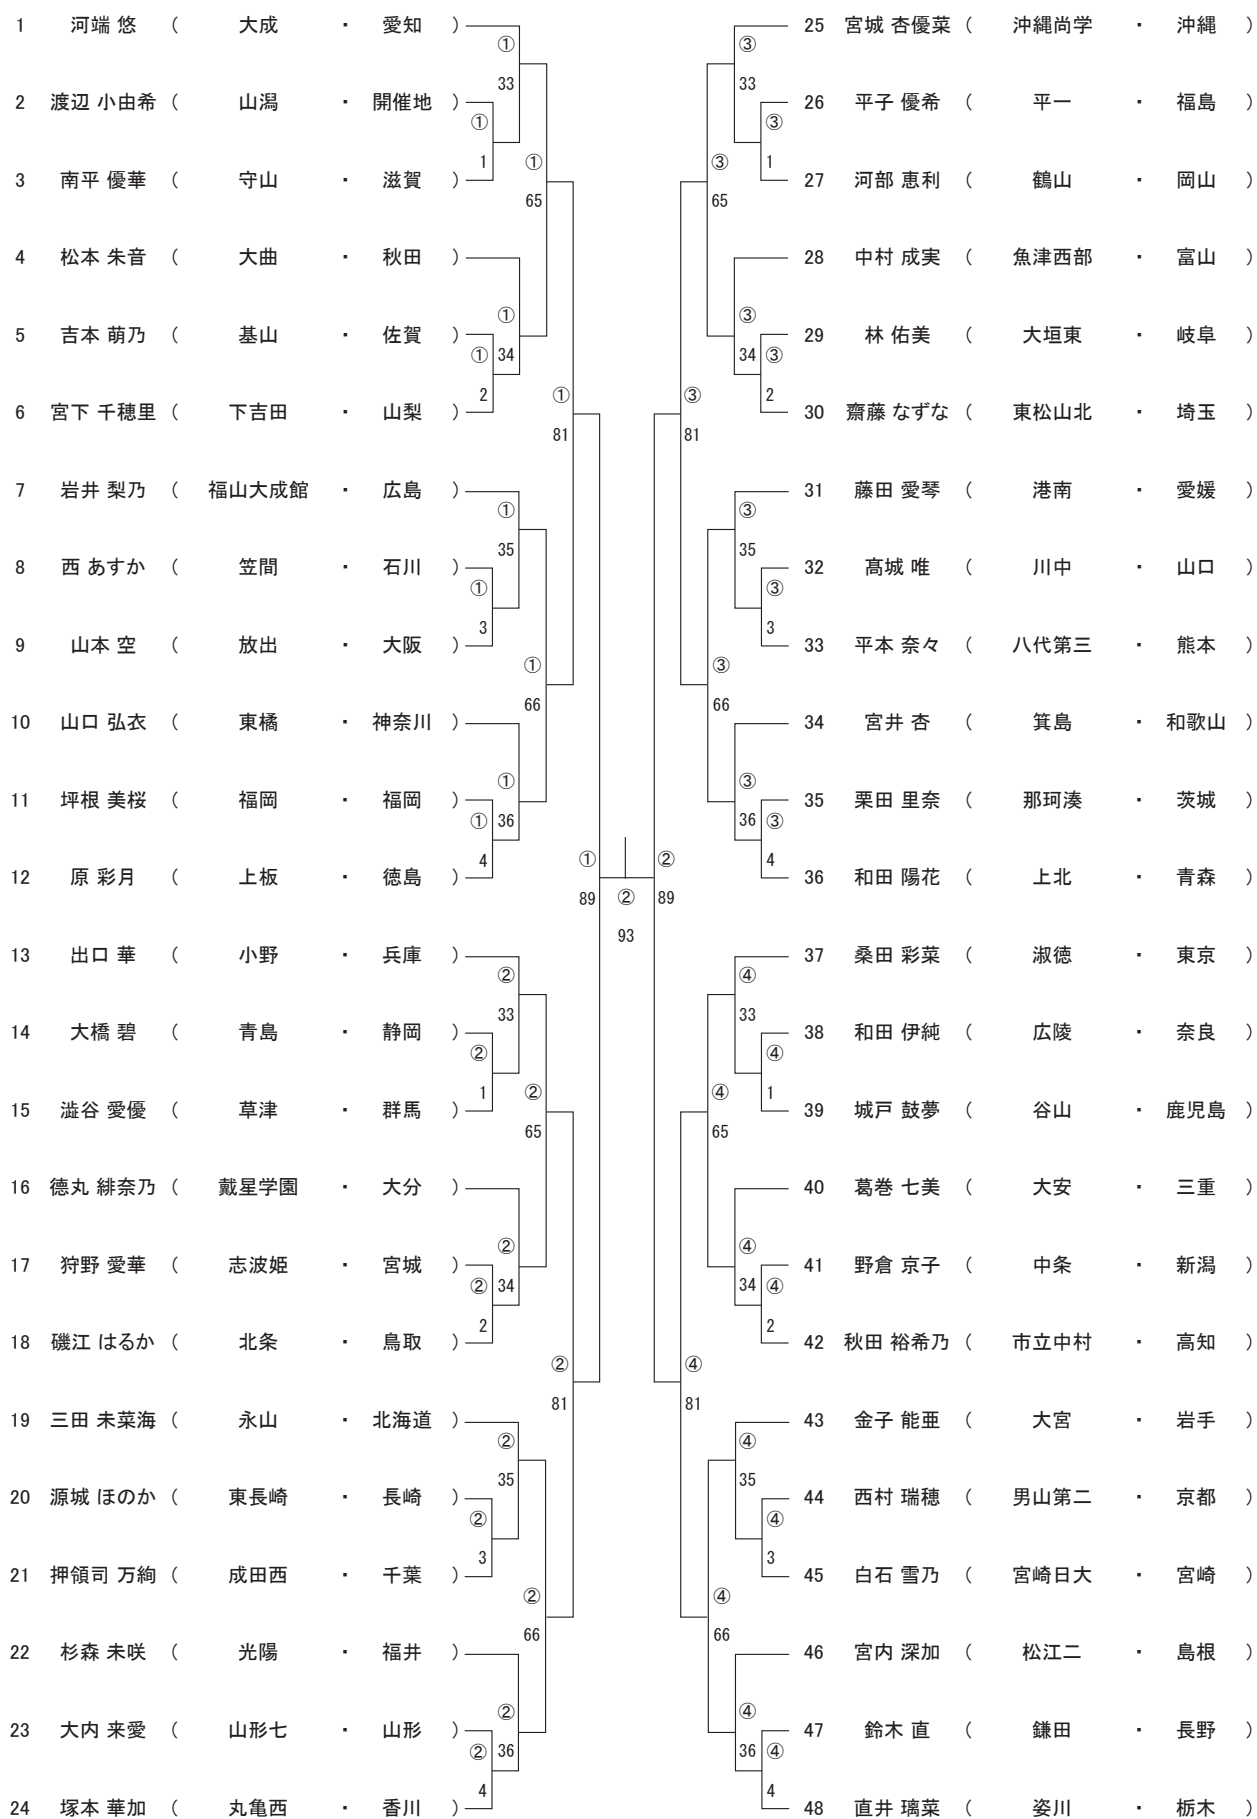 1 河端 悠 ( 大成 ・ 愛知 )
2 渡辺 小由希 ( 山潟 ・ 開催地 )
3 南平 優華 ( 守山 ・ 滋賀 )
4 松本 朱音 ( 大曲 ・ 秋田 )
5 吉本 萌乃 ( 基山 ・ 佐賀 )
6 宮下 千穂里 ( 下吉田 ・ 山梨 )
7 岩井 梨乃 ( 福山大成館 ・ 広島 )
8 西 あすか ( 笠間 ・ 石川 )
9 山本 空 ( 放出 ・ 大阪 )
10 山口 弘衣 ( 東橘 ・ 神奈川 )
11 坪根 美桜 ( 福岡 ・ 福岡 )
12 原 彩月 ( 上板 ・ 徳島 )
13 出口 華 ( 小野 ・ 兵庫 )
14 大橋 碧 ( 青島 ・ 静岡 )
15 澁谷 愛優 ( 草津 ・ 群馬 )
16 德丸 緋奈乃 ( 戴星学園 ・ 大分 )
17 狩野 愛華 ( 志波姫 ・ 宮城 )
18 磯江 はるか ( 北条 ・ 鳥取 )
19 三田 未菜海 ( 永山 ・ 北海道 )
20 源城 ほのか ( 東長崎 ・ 長崎 )
21 押領司 万絢 ( 成田西 ・ 千葉 )
22 杉森 未咲 ( 光陽 ・ 福井 )
23 大内 来愛 ( 山形七 ・ 山形 )
24 塚本 華加 ( 丸亀西 ・ 香川 )
① 33
① 1
① 65
① 34
① 2
① 81
① 35
① 3
① 66
① 36
① 4
① 89
② 33
② 1
② 65
② 34
② 2
② 81
② 35
② 3
② 66
② 36
② 4
② 93
② 89
③ 33
③ 1
③ 65
③ 34
③ 2
③ 81
③ 35
③ 3
③ 66
③ 36
③ 4
④ 33
④ 1
④ 65
④ 34
④ 2
④ 81
④ 35
④ 3
④ 66
④ 36
④ 4
25 宮城 杏優菜 ( 沖縄尚学 ・ 沖縄 )
26 平子 優希 ( 平一 ・ 福島 )
27 河部 恵利 ( 鶴山 ・ 岡山 )
28 中村 成実 ( 魚津西部 ・ 富山 )
29 林 佑美 ( 大垣東 ・ 岐阜 )
30 齋藤 なずな ( 東松山北 ・ 埼玉 )
31 藤田 愛琴 ( 港南 ・ 愛媛 )
32 髙城 唯 ( 川中 ・ 山口 )
33 平本 奈々 ( 八代第三 ・ 熊本 )
34 宮井 杏 ( 箕島 ・ 和歌山 )
35 栗田 里奈 ( 那珂湊 ・ 茨城 )
36 和田 陽花 ( 上北 ・ 青森 )
37 桑田 彩菜 ( 淑徳 ・ 東京 )
38 和田 伊純 ( 広陵 ・ 奈良 )
39 城戸 鼓夢 ( 谷山 ・ 鹿児島 )
40 葛巻 七美 ( 大安 ・ 三重 )
41 野倉 京子 ( 中条 ・ 新潟 )
42 秋田 裕希乃 ( 市立中村 ・ 高知 )
43 金子 能亜 ( 大宮 ・ 岩手 )
44 西村 瑞穂 ( 男山第二 ・ 京都 )
45 白石 雪乃 ( 宮崎日大 ・ 宮崎 )
46 宮内 深加 ( 松江二 ・ 島根 )
47 鈴木 直 ( 鎌田 ・ 長野 )
48 直井 璃菜 ( 姿川 ・ 栃木 )